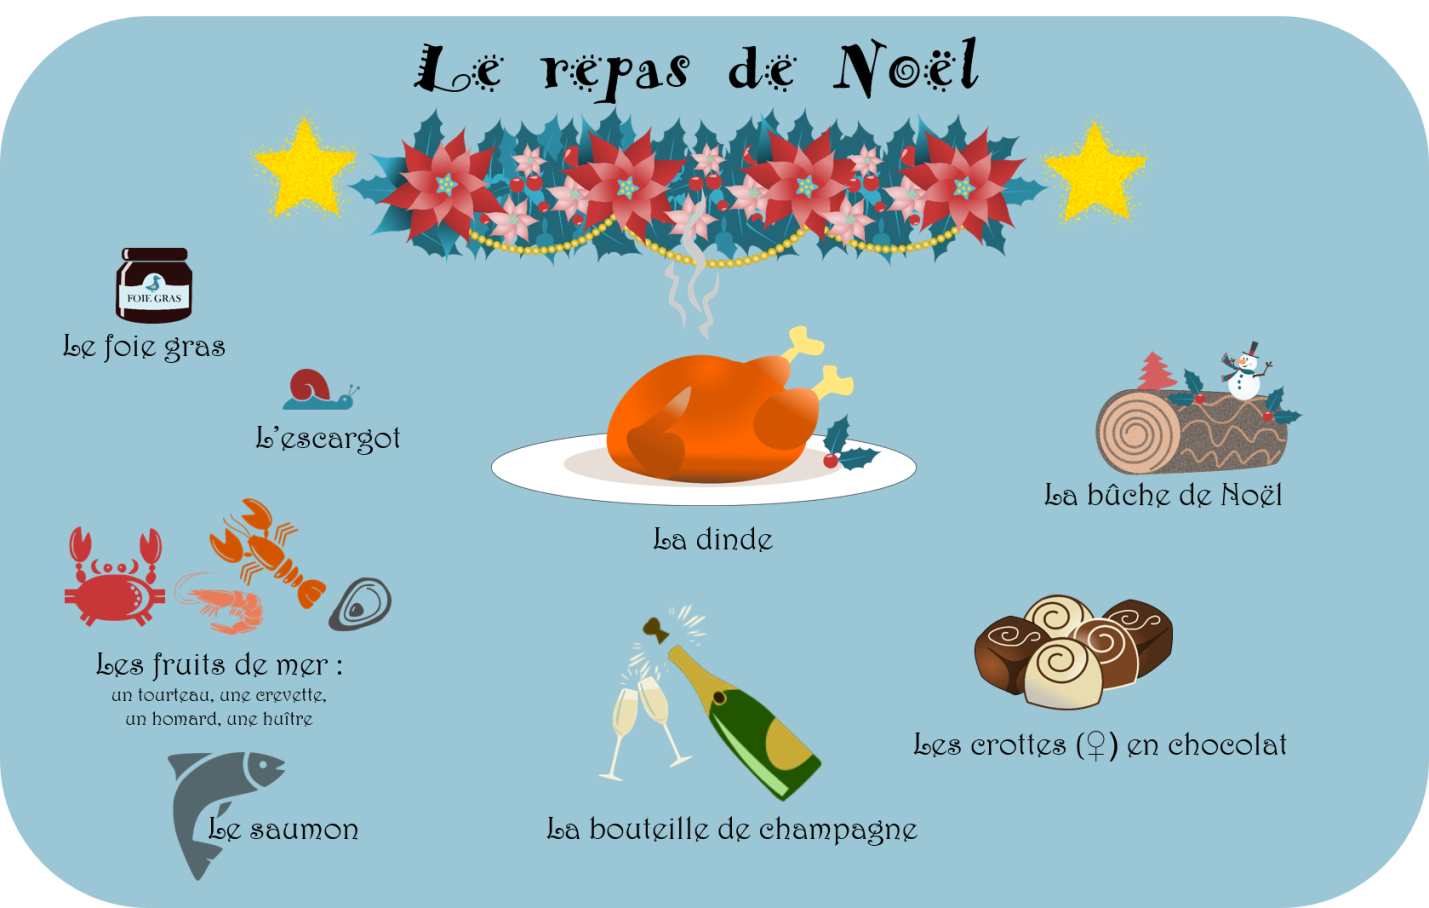 Le repas de Noël
FOIE GRAS
Le foie gras
L'escargot
La dinde
La bûche de Noël
Les fruits de mer :
un tourteau, une crevette,
un homard, une huître
Les crottes (♀) en chocolat
Le saumon
La bouteille de champagne